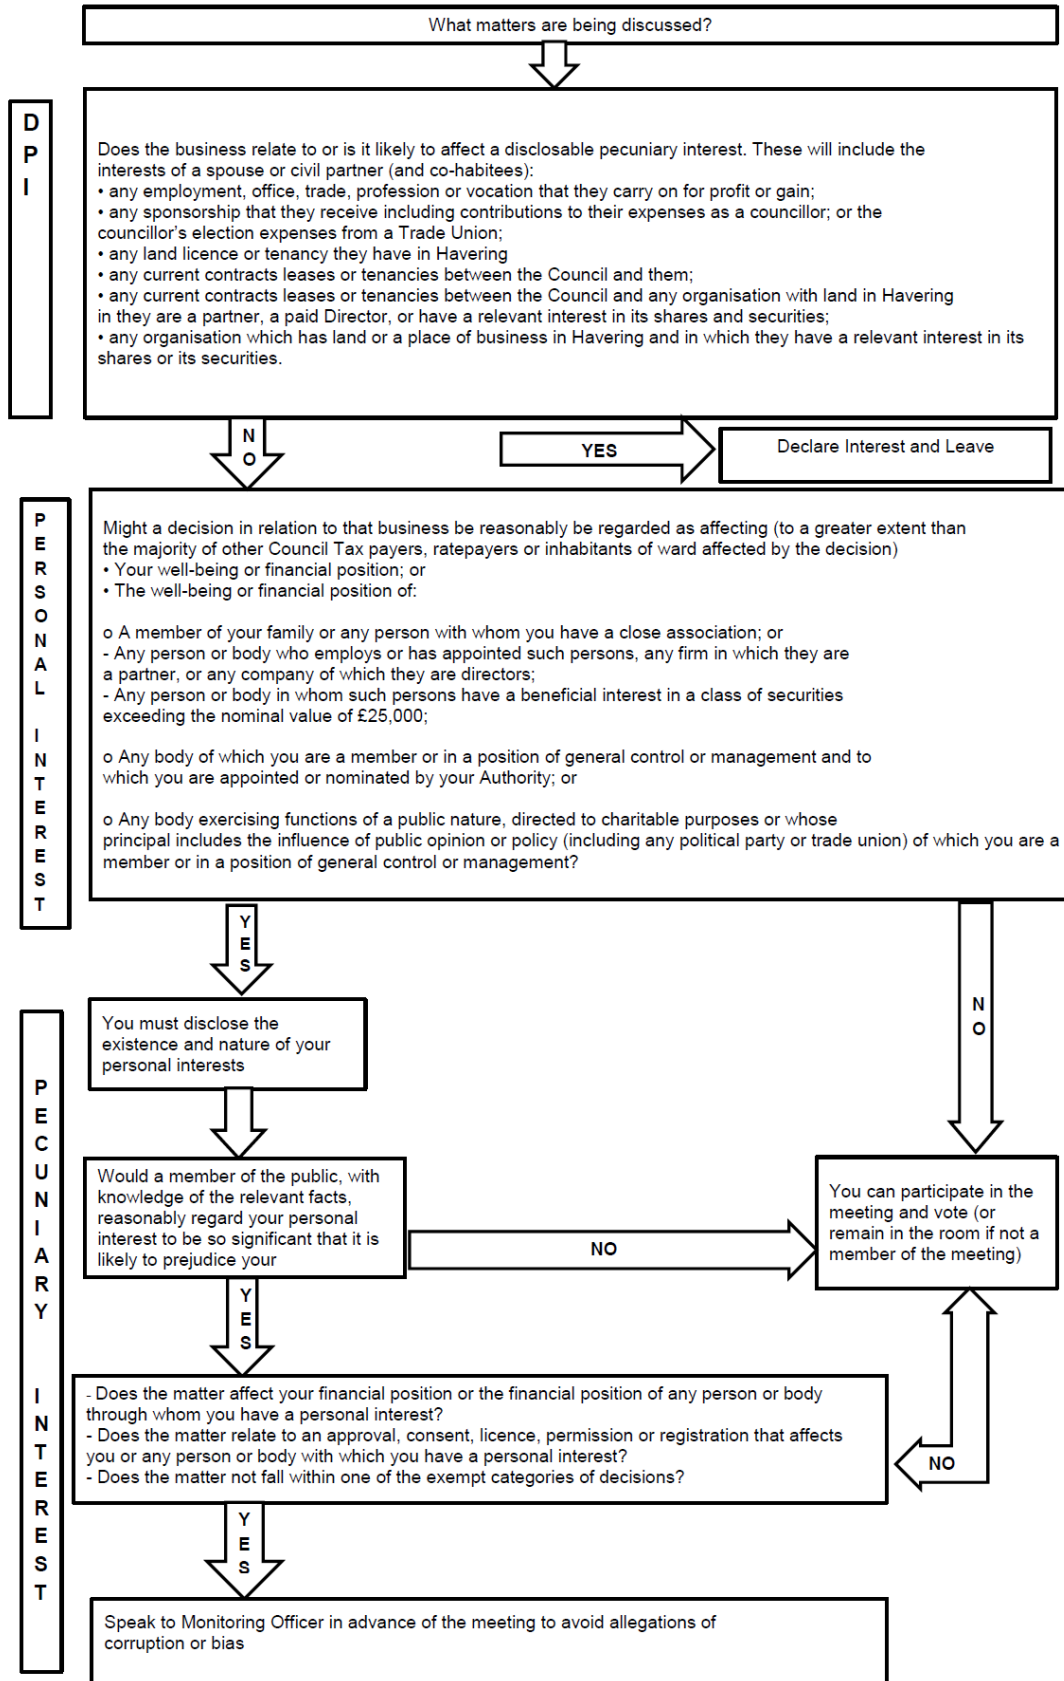 What matters are being discussed?
D
P
I
Does the business relate to or is it likely to affect a disclosable pecuniary interest. These will include the
interests of a spouse or civil partner (and co-habitees):
• any employment, office, trade, profession or vocation that they carry on for profit or gain;
• any sponsorship that they receive including contributions to their expenses as a councillor; or the
councillor's election expenses from a Trade Union;
• any land licence or tenancy they have in Havering
• any current contracts leases or tenancies between the Council and them;
• any current contracts leases or tenancies between the Council and any organisation with land in Havering
in they are a partner, a paid Director, or have a relevant interest in its shares and securities;
• any organisation which has land or a place of business in Havering and in which they have a relevant interest in its
shares or its securities.
N
O
YES
Declare Interest and Leave
P
E
R
S
O
N
A
L
I
N
T
E
R
E
S
T
Might a decision in relation to that business be reasonably be regarded as affecting (to a greater extent than
the majority of other Council Tax payers, ratepayers or inhabitants of ward affected by the decision)
• Your well-being or financial position; or
• The well-being or financial position of:
o A member of your family or any person with whom you have a close association; or
- Any person or body who employs or has appointed such persons, any firm in which they are
a partner, or any company of which they are directors;
- Any person or body in whom such persons have a beneficial interest in a class of securities
exceeding the nominal value of £25,000;
o Any body of which you are a member or in a position of general control or management and to
which you are appointed or nominated by your Authority; or
o Any body exercising functions of a public nature, directed to charitable purposes or whose
principal includes the influence of public opinion or policy (including any political party or trade union) of which you are a
member or in a position of general control or management?
Y
E
S
N
O
You must disclose the
existence and nature of your
personal interests
P
E
C
U
N
I
A
R
Y
I
N
T
E
R
E
S
T
Would a member of the public, with
knowledge of the relevant facts,
reasonably regard your personal
interest to be so significant that it is
likely to prejudice your
NO
You can participate in the
meeting and vote (or
remain in the room if not a
member of the meeting)
Y
E
S
- Does the matter affect your financial position or the financial position of any person or body
through whom you have a personal interest?
- Does the matter relate to an approval, consent, licence, permission or registration that affects
you or any person or body with which you have a personal interest?
- Does the matter not fall within one of the exempt categories of decisions?
NO
Y
E
S
Speak to Monitoring Officer in advance of the meeting to avoid allegations of
corruption or bias